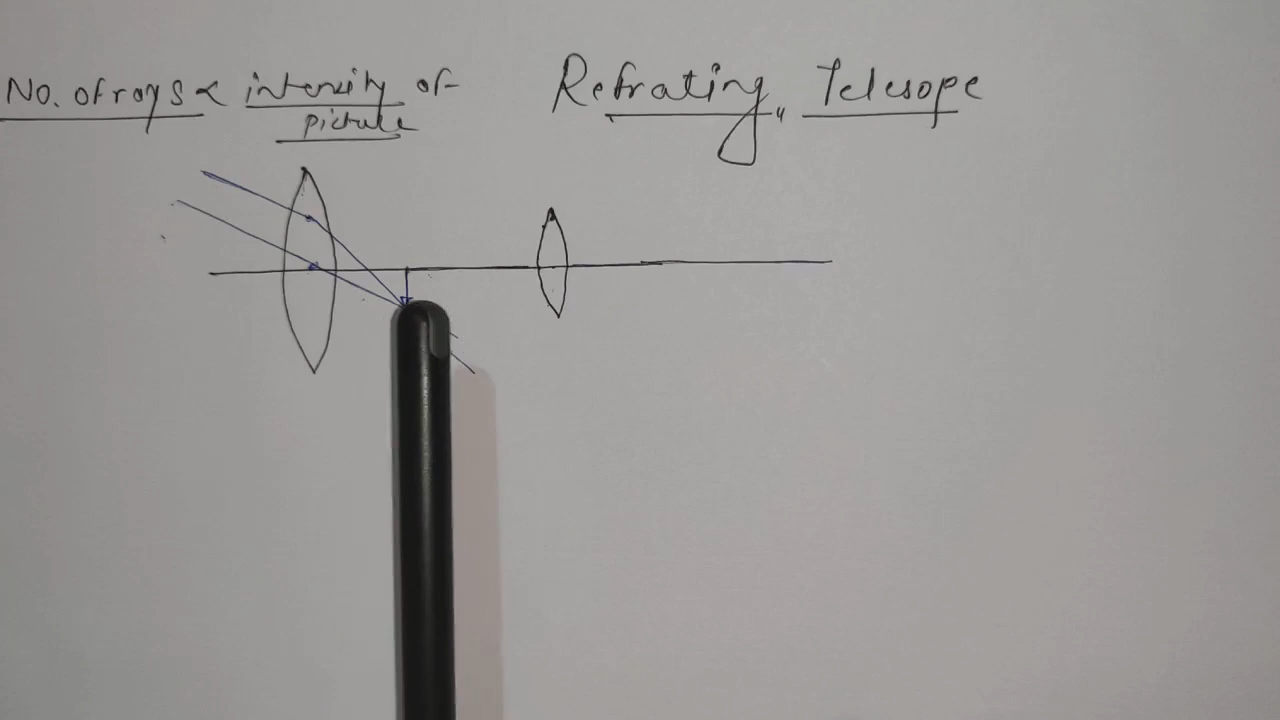 No. of rays ∝ intensity of
picture
Refrating Telesope